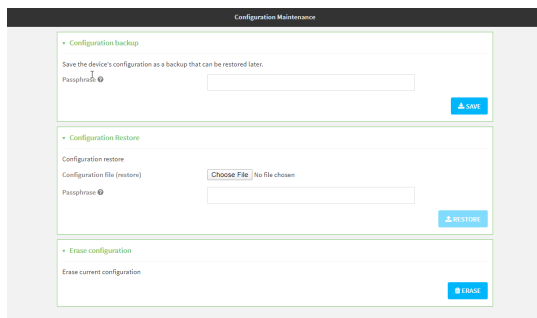 Configuration Maintenance
Configuration backup
Save the device's configuration as a backup that can be restored later.
Passphrase
SAVE
Configuration Restore
Configuration restore
Configuration file (restore)
Choose File No file chosen
Passphrase
RESTORE
Erase configuration
Erase current configuration
ERASE